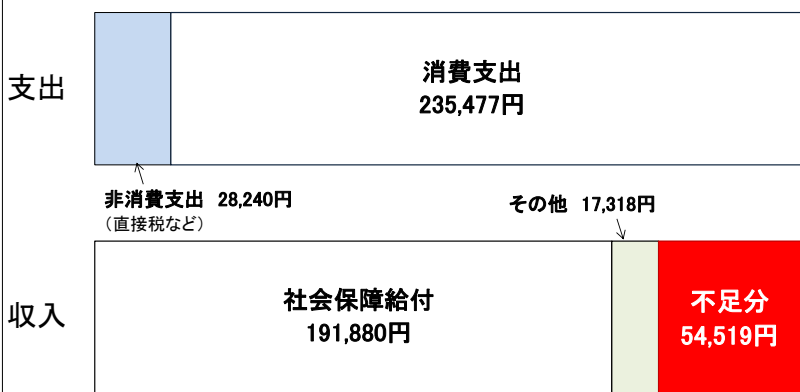 支出
消費支出
235,477円
非消費支出 28,240円
（直接税など）
その他 17,318円
収入
社会保障給付
191,880円
不足分
54,519円